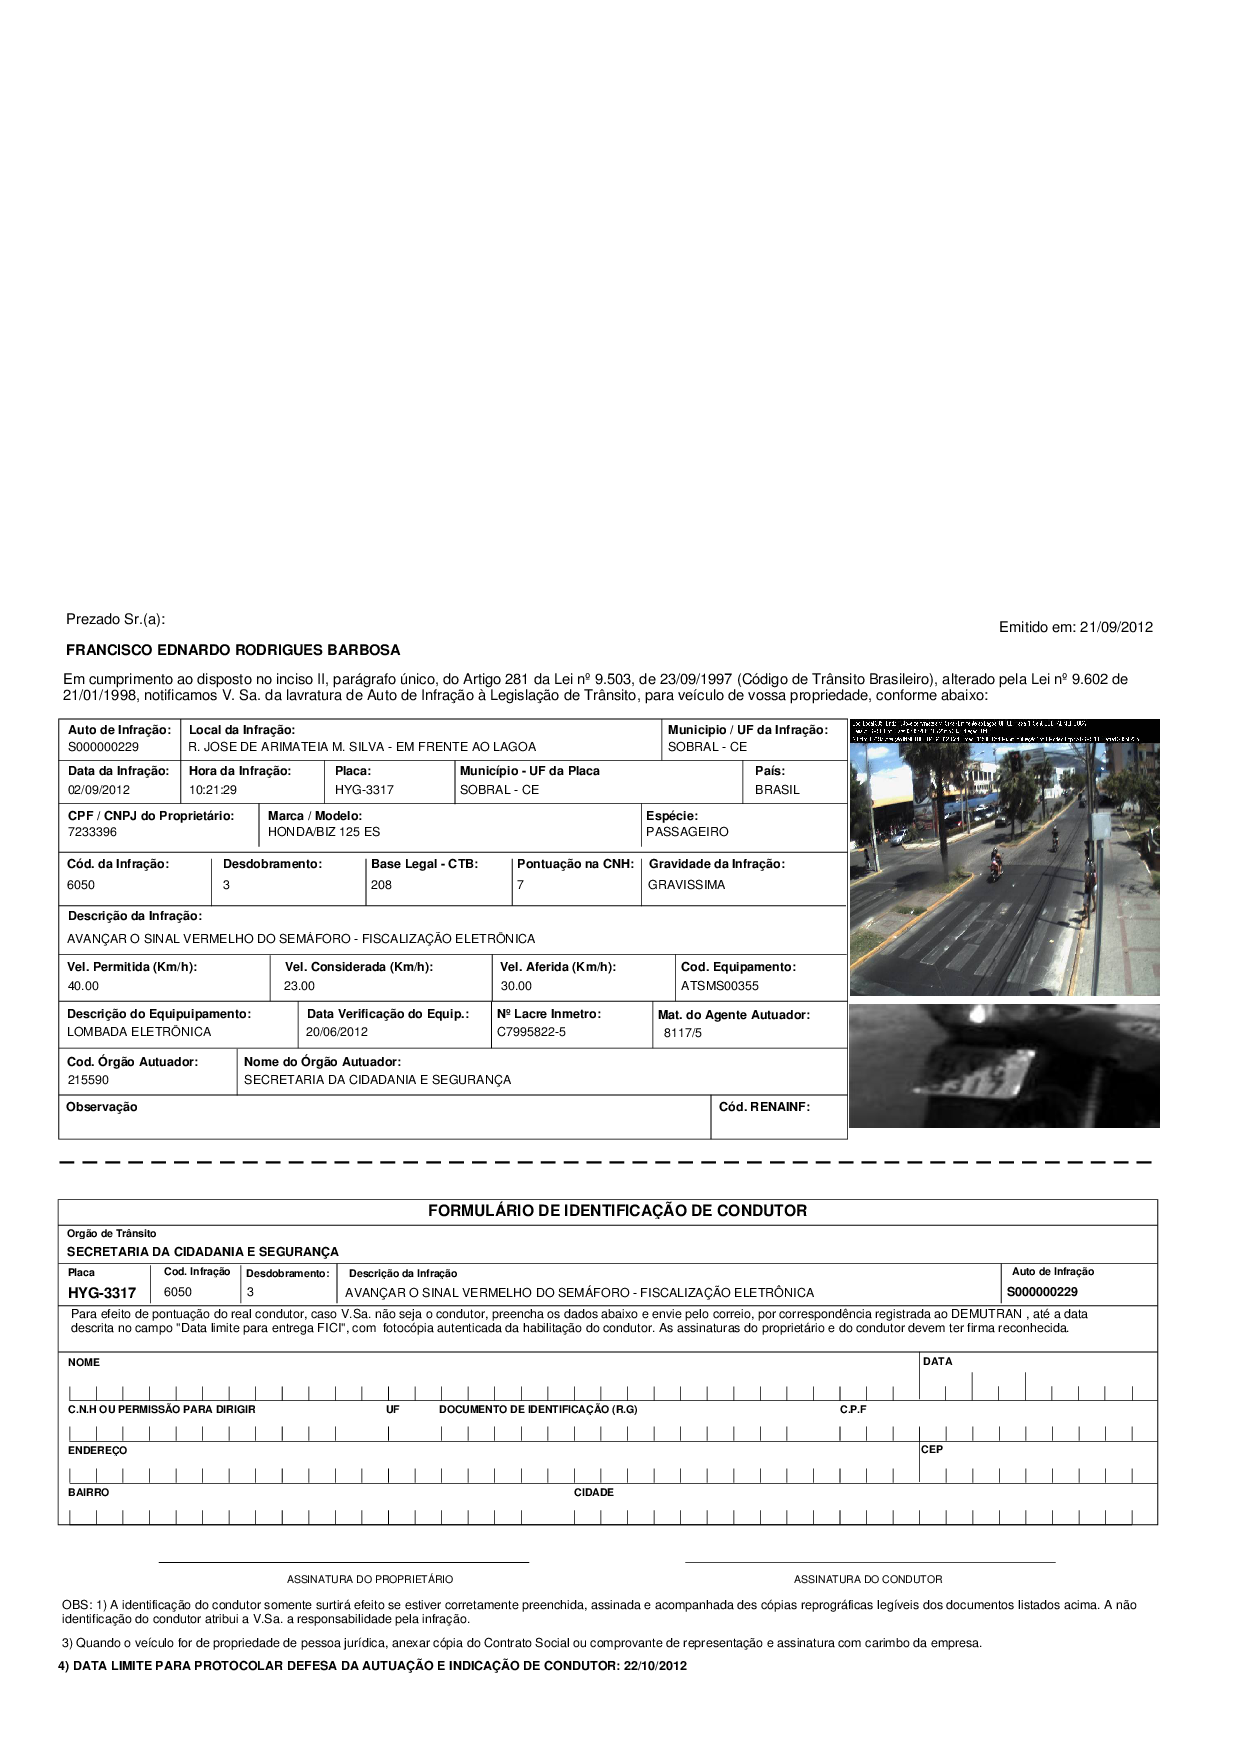 Prezado Sr.(a):
Emitido em: 21/09/2012
FRANCISCO EDNARDO RODRIGUES BARBOSA
Em cumprimento ao disposto no inciso II, parágrafo único, do Artigo 281 da Lei nº 9.503, de 23/09/1997 (Código de Trânsito Brasileiro), alterado pela Lei nº 9.602 de
21/01/1998, notificamos V. Sa. da lavratura de Auto de Infração à Legislação de Trânsito, para veículo de vossa propriedade, conforme abaixo:
Auto de Infração: Local da Infração: Municipio / UF da Infração:
S000000229 R. JOSE DE ARIMATEIA M. SILVA - EM FRENTE AO LAGOA SOBRAL - CE
Data da Infração: Hora da Infração: Placa: Município - UF da Placa País:
02/09/2012 10:21:29 HYG-3317 SOBRAL - CE BRASIL
CPF / CNPJ do Proprietário: Marca / Modelo: Espécie:
7233396 HONDA/BIZ 125 ES PASSAGEIRO
Cód. da Infração: Desdobramento: Base Legal - CTB: Pontuação na CNH: Gravidade da Infração:
6050 3 208 7 GRAVISSIMA
Descrição da Infração:
AVANÇAR O SINAL VERMELHO DO SEMÁFORO - FISCALIZAÇÃO ELETRÔNICA
Vel. Permitida (Km/h): Vel. Considerada (Km/h): Vel. Aferida (Km/h): Cod. Equipamento:
40.00 23.00 30.00 ATSMS00355
Descrição do Equipuipamento: Data Verificação do Equip.: Nº Lacre Inmetro: Mat. do Agente Autuador:
LOMBADA ELETRÔNICA 20/06/2012 C7995822-5 8117/5
Cod. Órgão Autuador: Nome do Órgão Autuador:
215590 SECRETARIA DA CIDADANIA E SEGURANÇA
Observação Cód. RENAINF:
FORMULÁRIO DE IDENTIFICAÇÃO DE CONDUTOR
Orgão de Trânsito
SECRETARIA DA CIDADANIA E SEGURANÇA
Placa Cod. Infração Desdobramento: Descrição da Infração Auto de Infração
HYG-3317 6050 3 AVANÇAR O SINAL VERMELHO DO SEMÁFORO - FISCALIZAÇÃO ELETRÔNICA S000000229
Para efeito de pontuação do real condutor, caso V.Sa. não seja o condutor, preencha os dados abaixo e envie pelo correio, por correspondência registrada ao DEMUTRAN , até a data
descrita no campo "Data limite para entrega FICI", com fotocópia autenticada da habilitação do condutor. As assinaturas do proprietário e do condutor devem ter firma reconhecida.
NOME DATA
C.N.H OU PERMISSÃO PARA DIRIGIR UF DOCUMENTO DE IDENTIFICAÇÃO (R.G) C.P.F
ENDEREÇO CEP
BAIRRO CIDADE
ASSINATURA DO PROPRIETÁRIO ASSINATURA DO CONDUTOR
OBS: 1) A identificação do condutor somente surtirá efeito se estiver corretamente preenchida, assinada e acompanhada des cópias reprográficas legíveis dos documentos listados acima. A não
identificação do condutor atribui a V.Sa. a responsabilidade pela infração.
3) Quando o veículo for de propriedade de pessoa jurídica, anexar cópia do Contrato Social ou comprovante de representação e assinatura com carimbo da empresa.
4) DATA LIMITE PARA PROTOCOLAR DEFESA DA AUTUAÇÃO E INDICAÇÃO DE CONDUTOR: 22/10/2012